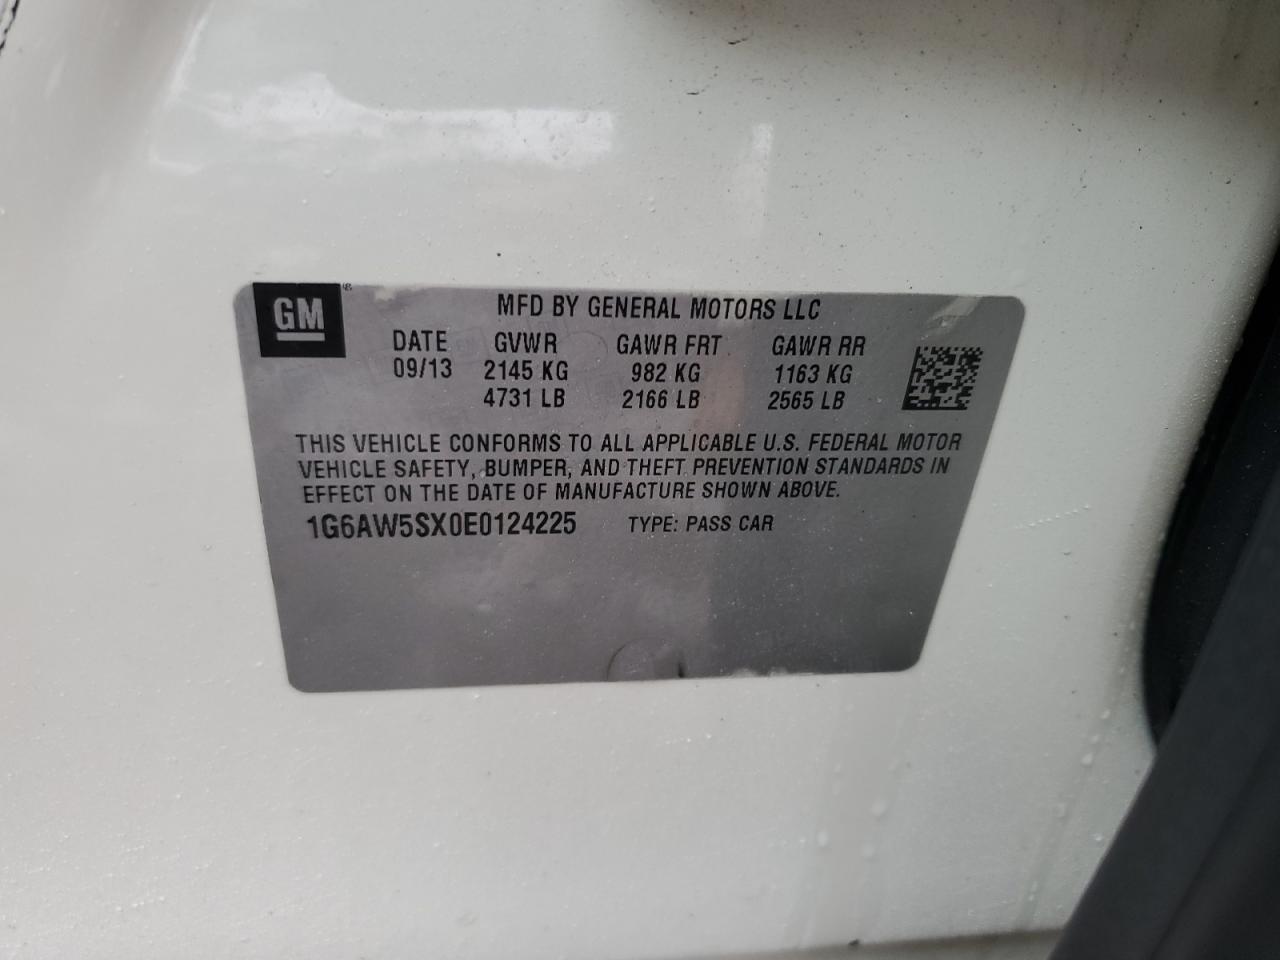 GM
MFD BY GENERAL MOTORS LLC
DATE GVWR GAWR FRT GAWR RR
09/13 2145 KG 982 KG 1163 KG
4731 LB 2166 LB 2565 LB
THIS VEHICLE CONFORMS TO ALL APPLICABLE U.S. FEDERAL MOTOR
VEHICLE SAFETY, BUMPER, AND THEFT PREVENTION STANDARDS IN
EFFECT ON THE DATE OF MANUFACTURE SHOWN ABOVE.
1G6AW5SX0E0124225 TYPE: PASS CAR